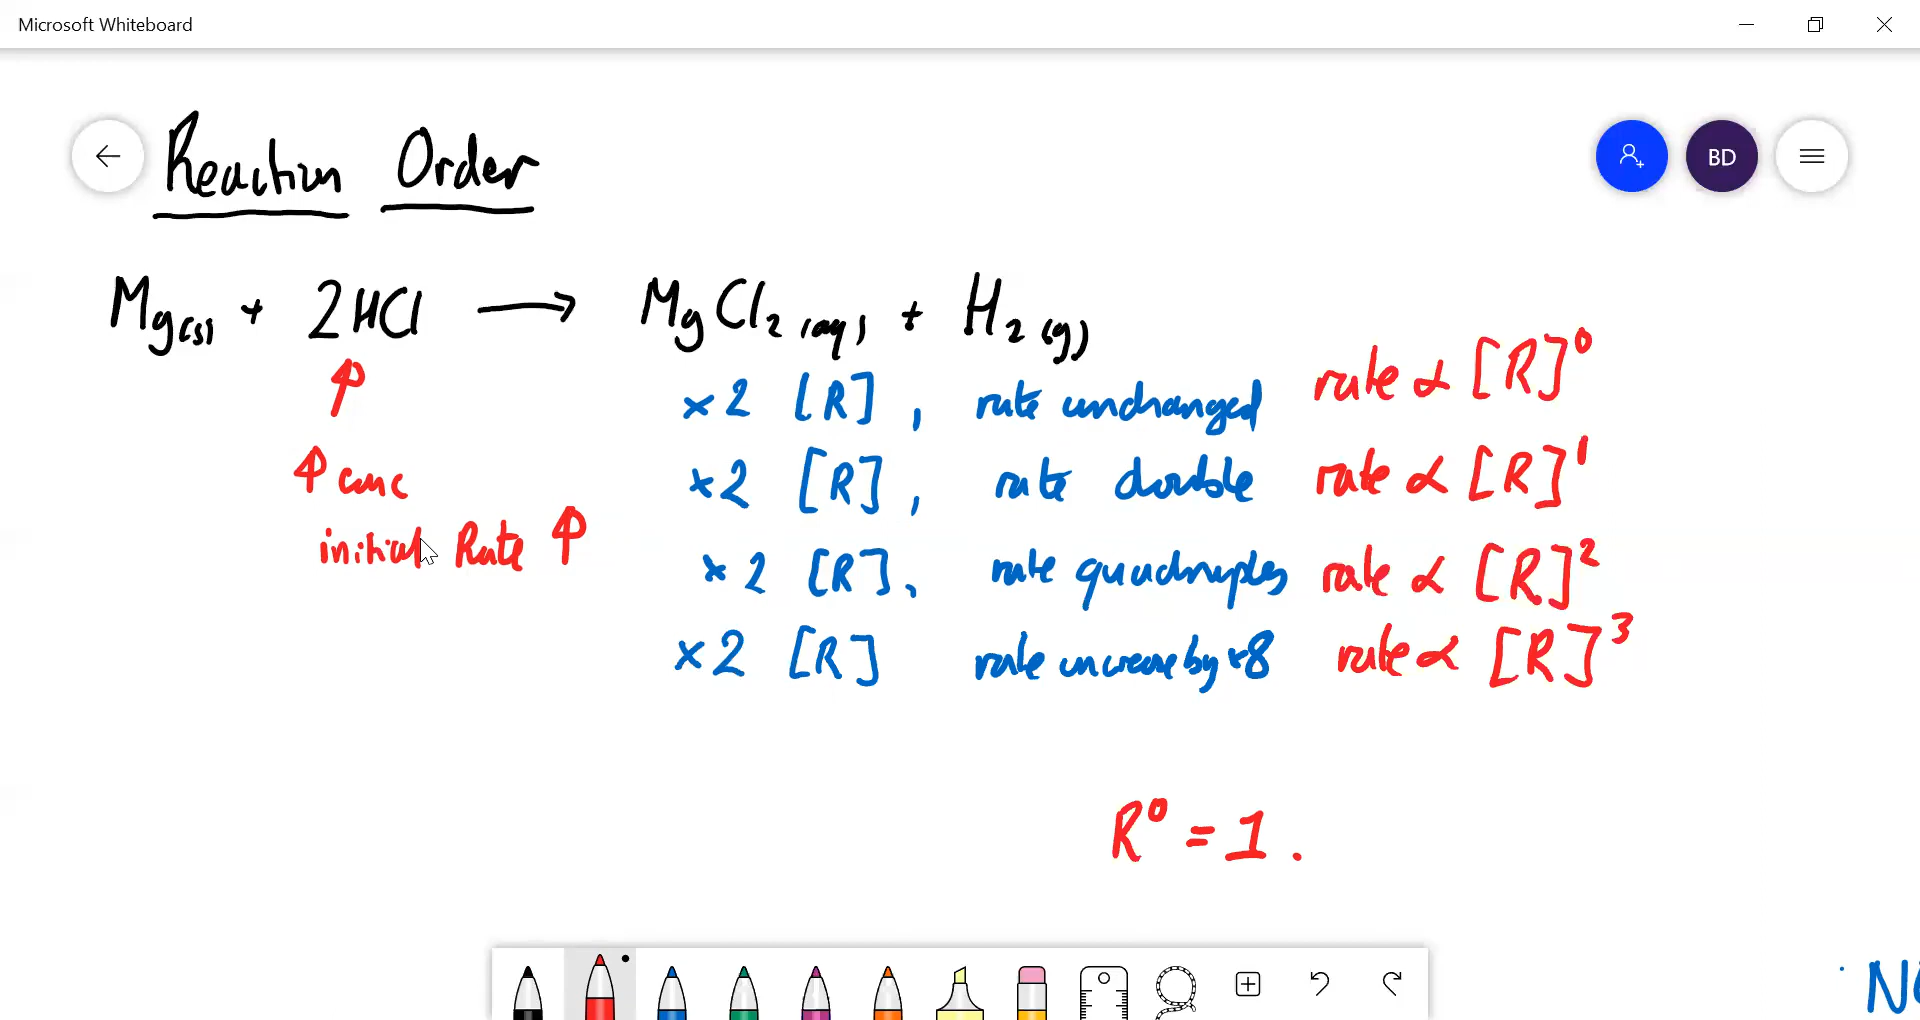 Microsoft Whiteboard
Reaction Order
BD
Mg(s) + 2HCl → MgCl2 (aq) + H2 (g)
↑
×2 [R], rate unchanged rate ∝ [R]⁰
↑ conc
×2 [R], rate double rate ∝ [R]¹
initial Rate ↑
×2 [R], rate quadruples rate ∝ [R]²
×2 [R] rate increase by ×8 rate ∝ [R]³
R⁰ = 1.